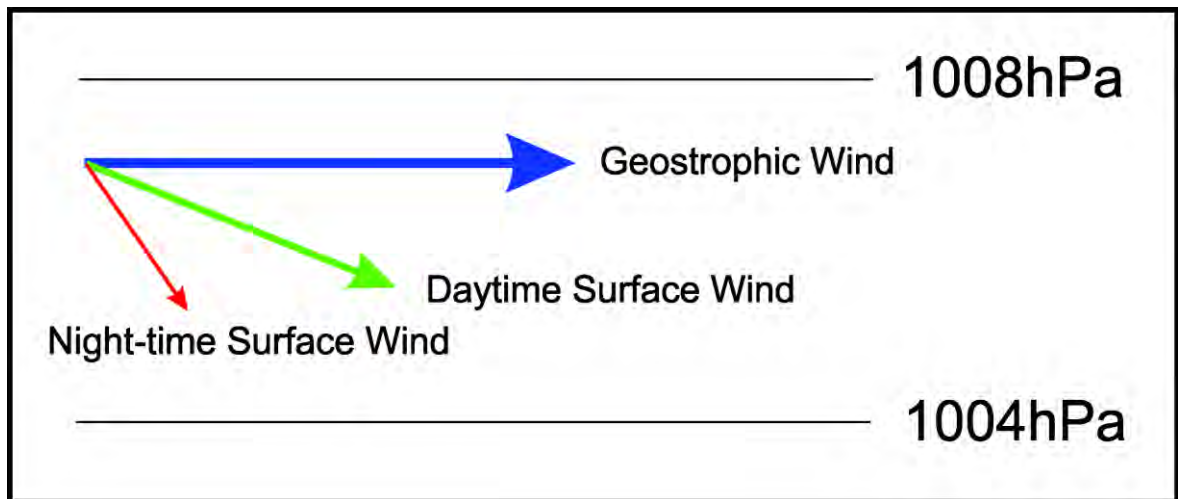 1008hPa
Geostrophic Wind
Daytime Surface Wind
Night-time Surface Wind
1004hPa